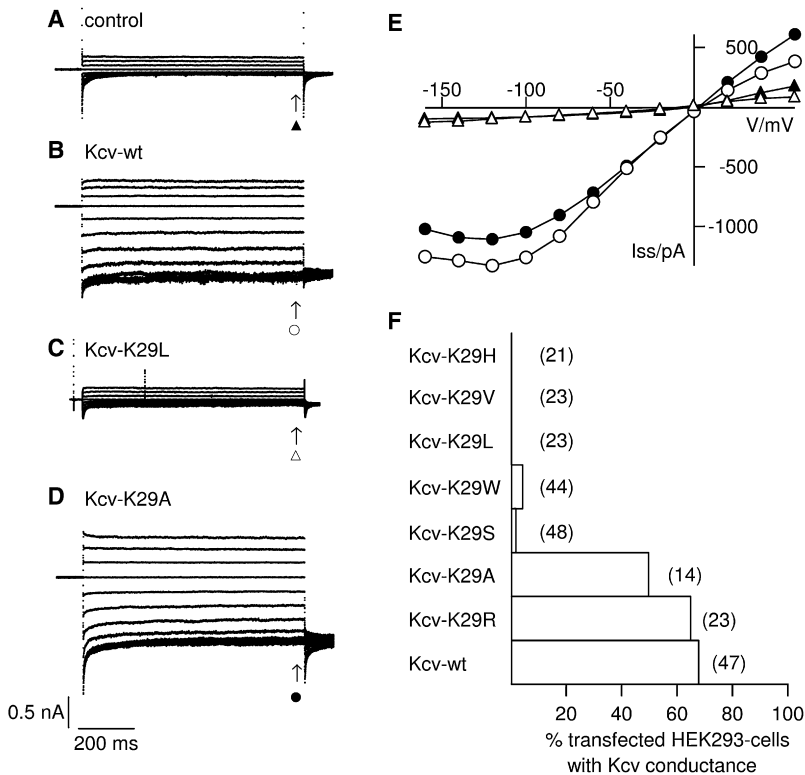 A control
B Kcv-wt
C Kcv-K29L
D Kcv-K29A
0.5 nA
200 ms
E
500
-150 -100 -50
V/mV
-500
-1000
Iss/pA
F
Kcv-K29H (21)
Kcv-K29V (23)
Kcv-K29L (23)
Kcv-K29W (44)
Kcv-K29S (48)
Kcv-K29A (14)
Kcv-K29R (23)
Kcv-wt (47)
20 40 60 80 100
% transfected HEK293-cells
with Kcv conductance